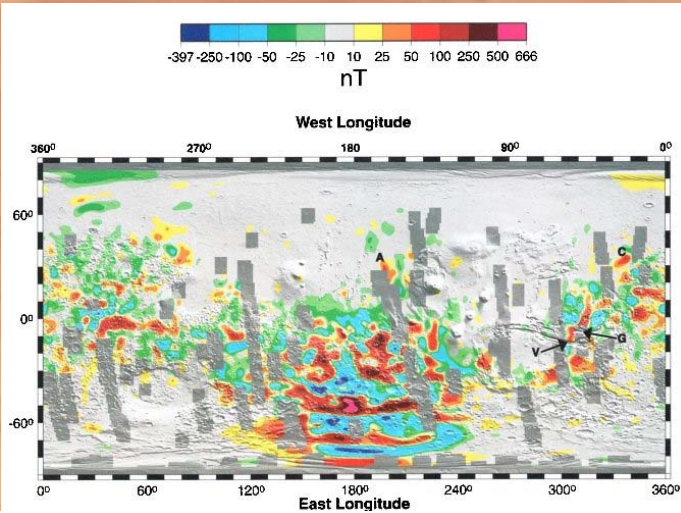 -397 -250 -100 -50 -25 -10 10 25 50 100 250 500 666
nT
West Longitude
360⁰ 270⁰ 180 90⁰ 0⁰
60⁰
A
C
0⁰
V
G
-60⁰
0⁰ 60⁰ 120⁰ 180⁰ 240⁰ 300⁰ 360⁰
East Longitude